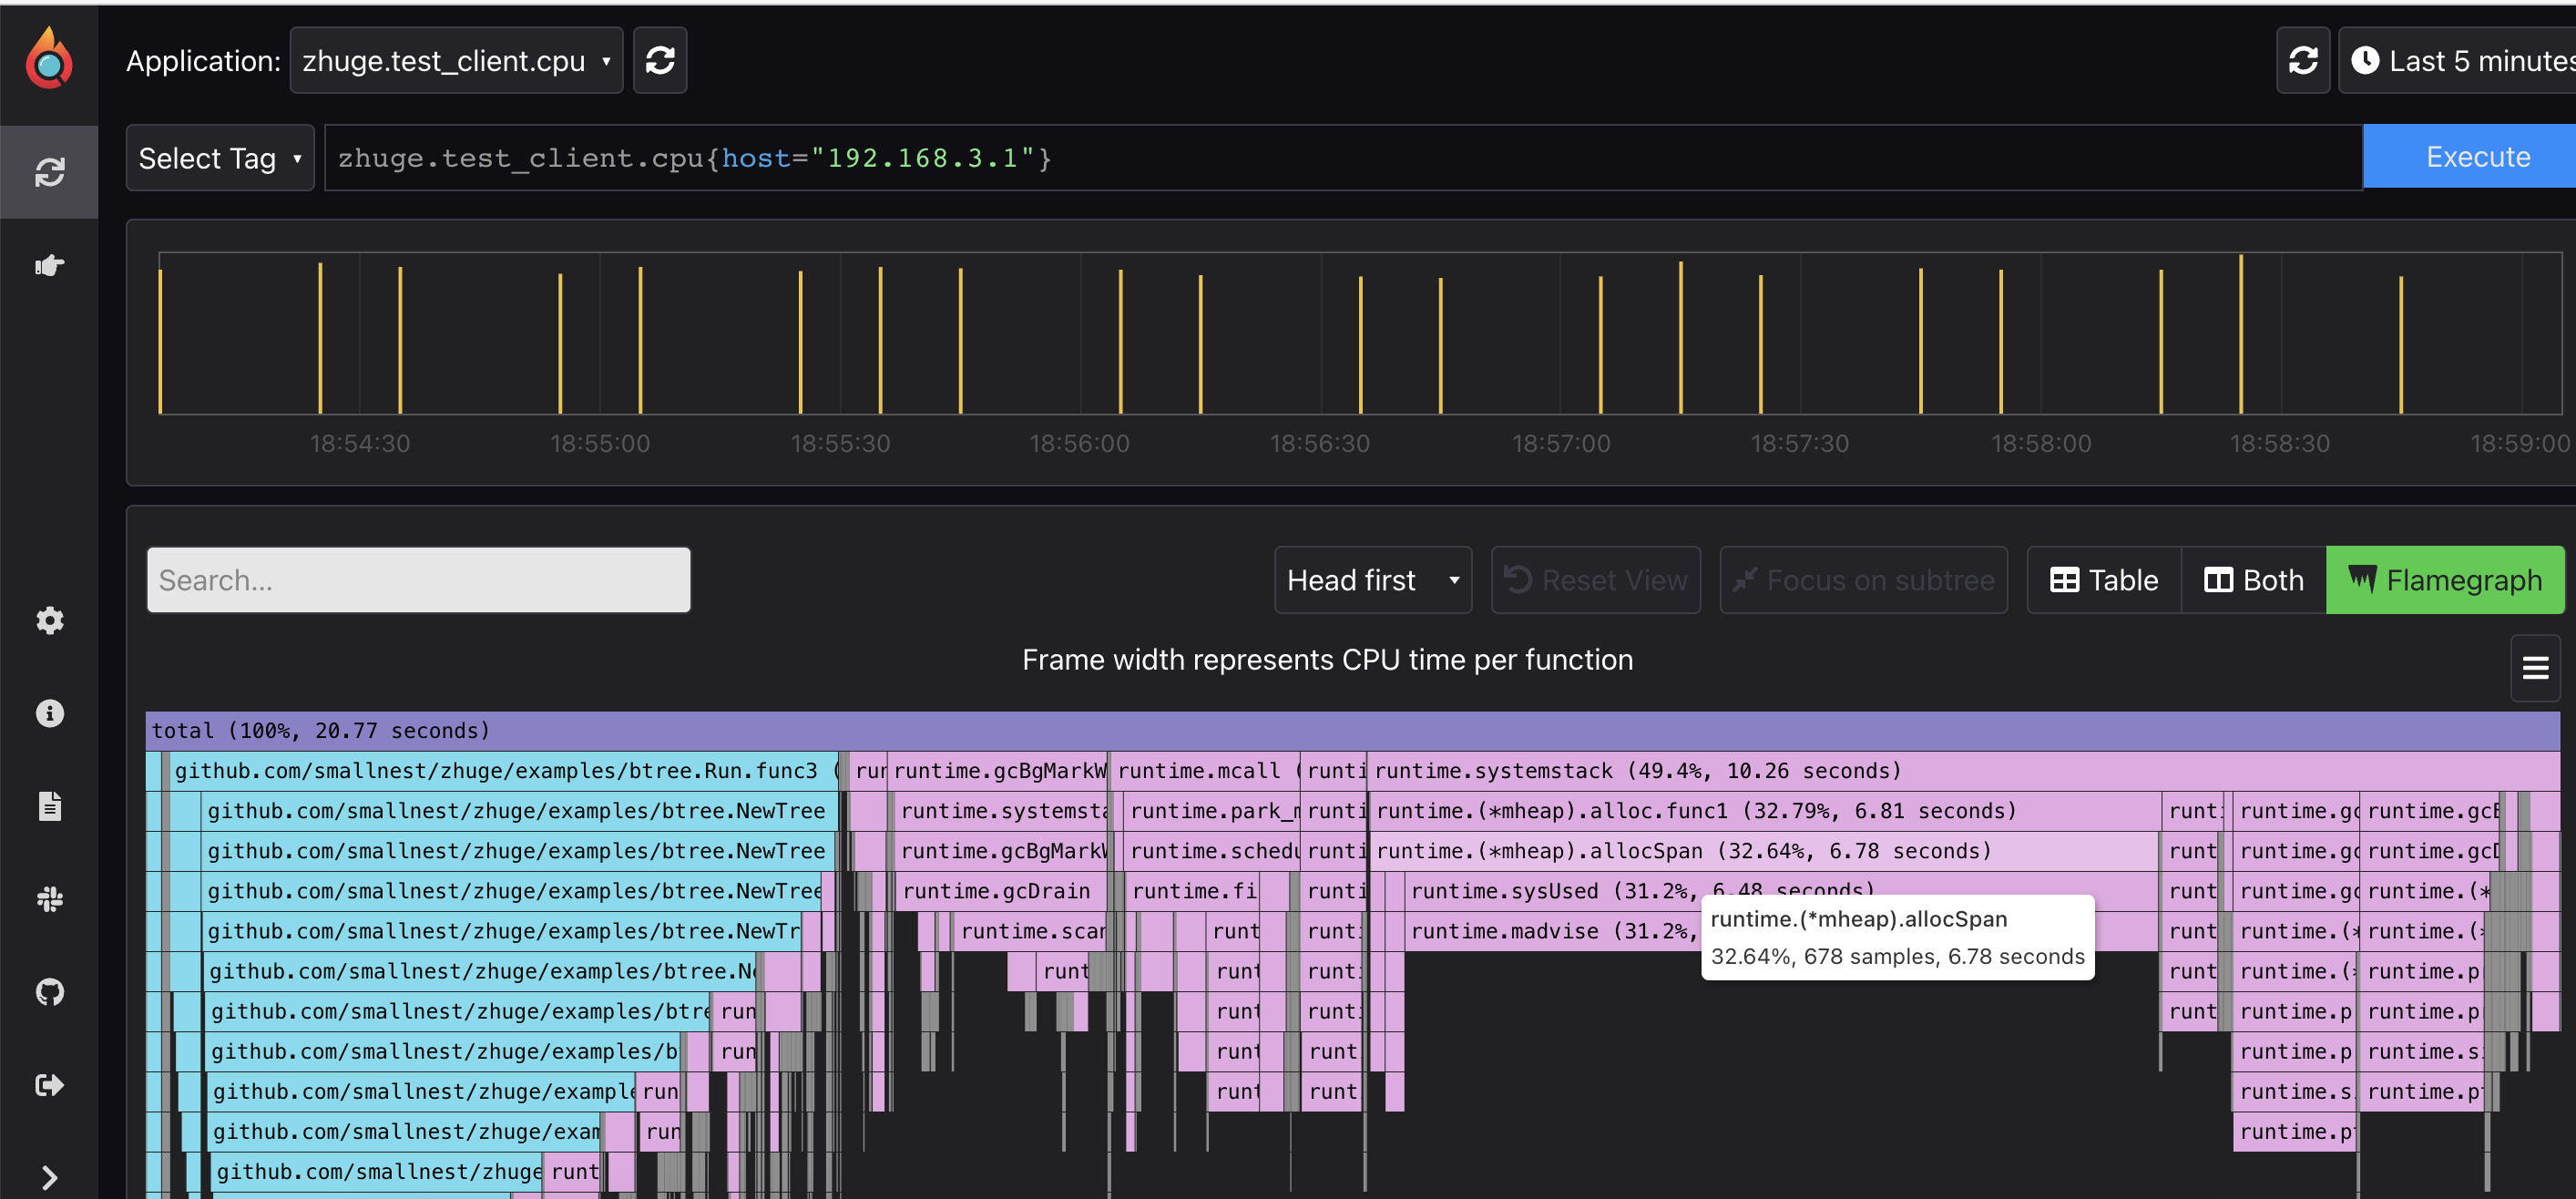 Application: zhuge.test_client.cpu Last 5 minutes
Select Tag zhuge.test_client.cpu{host="192.168.3.1"} Execute
18:54:30 18:55:00 18:55:30 18:56:00 18:56:30 18:57:00 18:57:30 18:58:00 18:58:30 18:59:00
Search... Head first Reset View Focus on subtree Table Both Flamegraph
Frame width represents CPU time per function
total (100%, 20.77 seconds)
github.com/smallnest/zhuge/examples/btree.Run.func3 ( rur runtime.gcBgMarkW runtime.mcall ( runti runtime.systemstack (49.4%, 10.26 seconds)
github.com/smallnest/zhuge/examples/btree.NewTree runtime.systemsta runtime.park_m runti runtime.(*mheap).alloc.func1 (32.79%, 6.81 seconds) runti runtime.gc runtime.gcB
github.com/smallnest/zhuge/examples/btree.NewTree runtime.gcBgMarkW runtime.schedu runti runtime.(*mheap).allocSpan (32.64%, 6.78 seconds) runt runtime.gc runtime.gcD
github.com/smallnest/zhuge/examples/btree.NewTree runtime.gcDrain runtime.fi runti runtime.sysUsed (31.2%, 6.48 seconds) runt runtime.gc runtime.(*
github.com/smallnest/zhuge/examples/btree.NewTr runtime.scan runt runti runtime.madvise (31.2%, runt runtime.(* runtime.(*
runtime.(*mheap).allocSpan
32.64%, 678 samples, 6.78 seconds
github.com/smallnest/zhuge/examples/btree.Ne runt runt runti runt runtime.(* runtime.p
github.com/smallnest/zhuge/examples/btre run runt runti runt runtime.p runtime.p
github.com/smallnest/zhuge/examples/b run runt runt runtime.p runtime.s
github.com/smallnest/zhuge/example run runt runt runtime.s runtime.p
github.com/smallnest/zhuge/exam run runtime.p
github.com/smallnest/zhuge runt